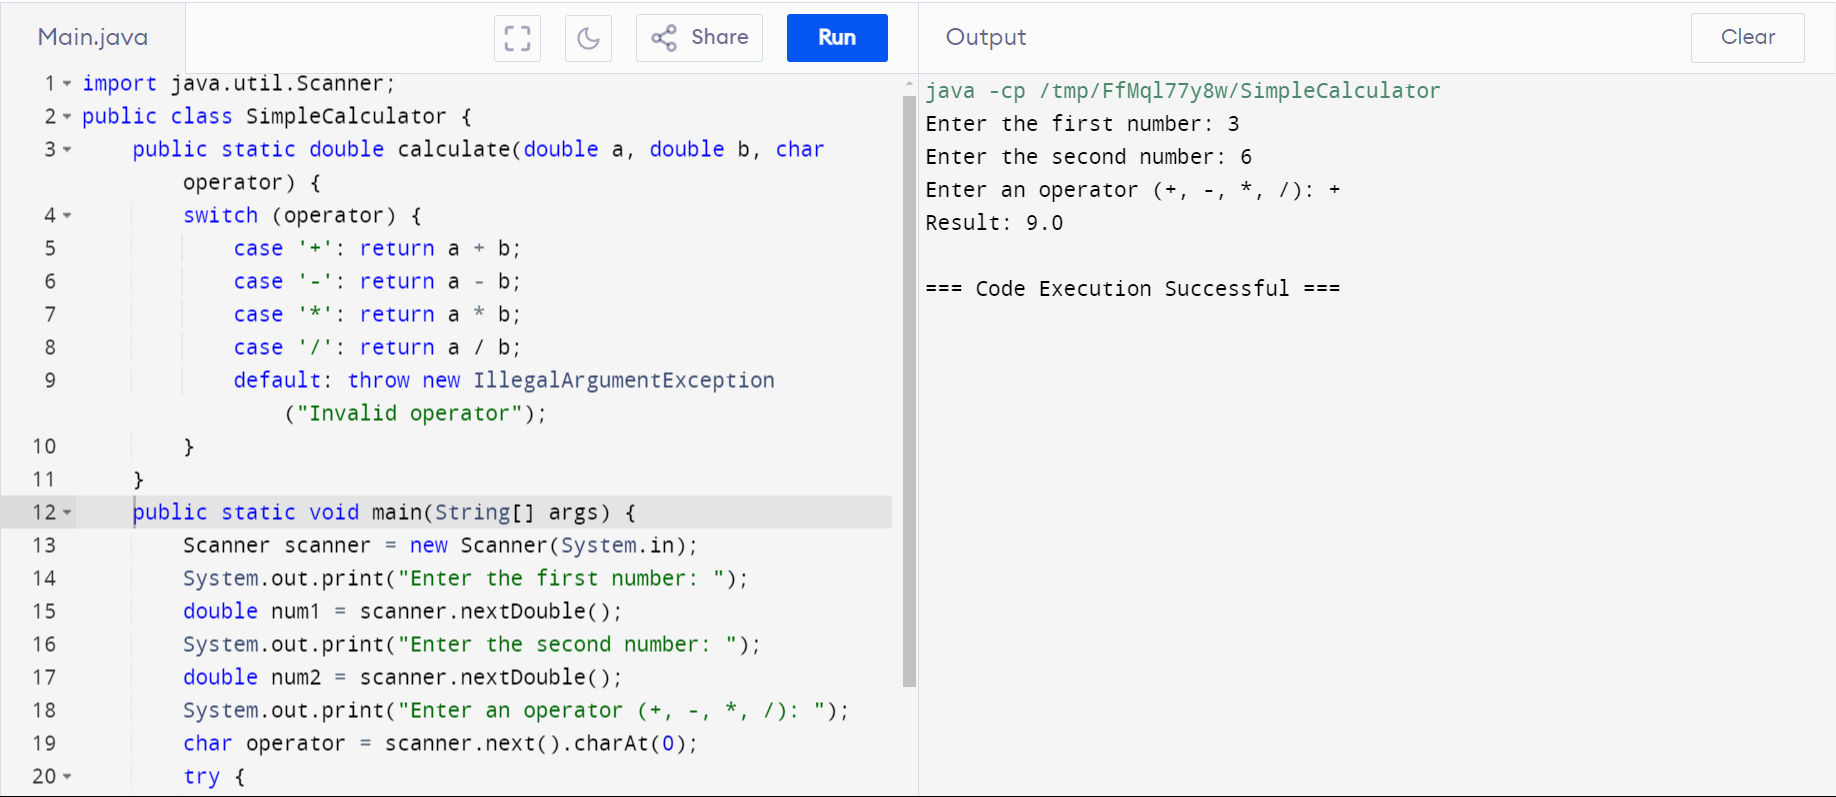 Main.java
Share
Run
Output
Clear
1 import java.util.Scanner;
2 public class SimpleCalculator {
3 public static double calculate(double a, double b, char
operator) {
4 switch (operator) {
5 case '+': return a + b;
6 case '-': return a - b;
7 case '*': return a * b;
8 case '/': return a / b;
9 default: throw new IllegalArgumentException
("Invalid operator");
10 }
11 }
12 public static void main(String[] args) {
13 Scanner scanner = new Scanner(System.in);
14 System.out.print("Enter the first number: ");
15 double num1 = scanner.nextDouble();
16 System.out.print("Enter the second number: ");
17 double num2 = scanner.nextDouble();
18 System.out.print("Enter an operator (+, -, *, /): ");
19 char operator = scanner.next().charAt(0);
20 try {
java -cp /tmp/FfMql77y8w/SimpleCalculator
Enter the first number: 3
Enter the second number: 6
Enter an operator (+, -, *, /): +
Result: 9.0
=== Code Execution Successful ===